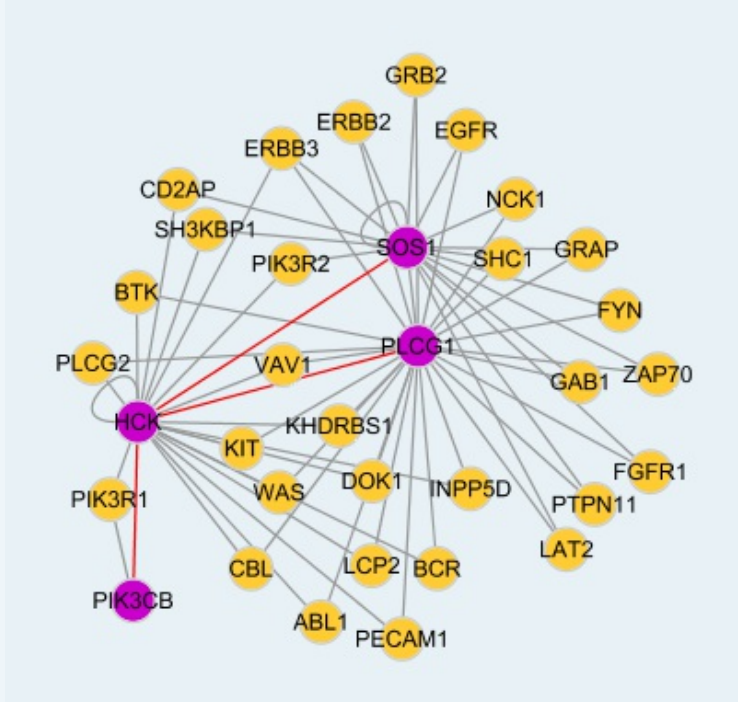 GRB2
ERBB2
EGFR
ERBB3
CD2AP
NCK1
SH3KBP1
SOS1
GRAP
PIK3R2
SHC1
BTK
FYN
PLCG1
PLCG2
VAV1
GAB1
ZAP70
HCK
KHDRBS1
KIT
FGFR1
DOK1
INPP5D
WAS
PIK3R1
PTPN11
LAT2
CBL
LCP2
BCR
PIK3CB
ABL1
PECAM1